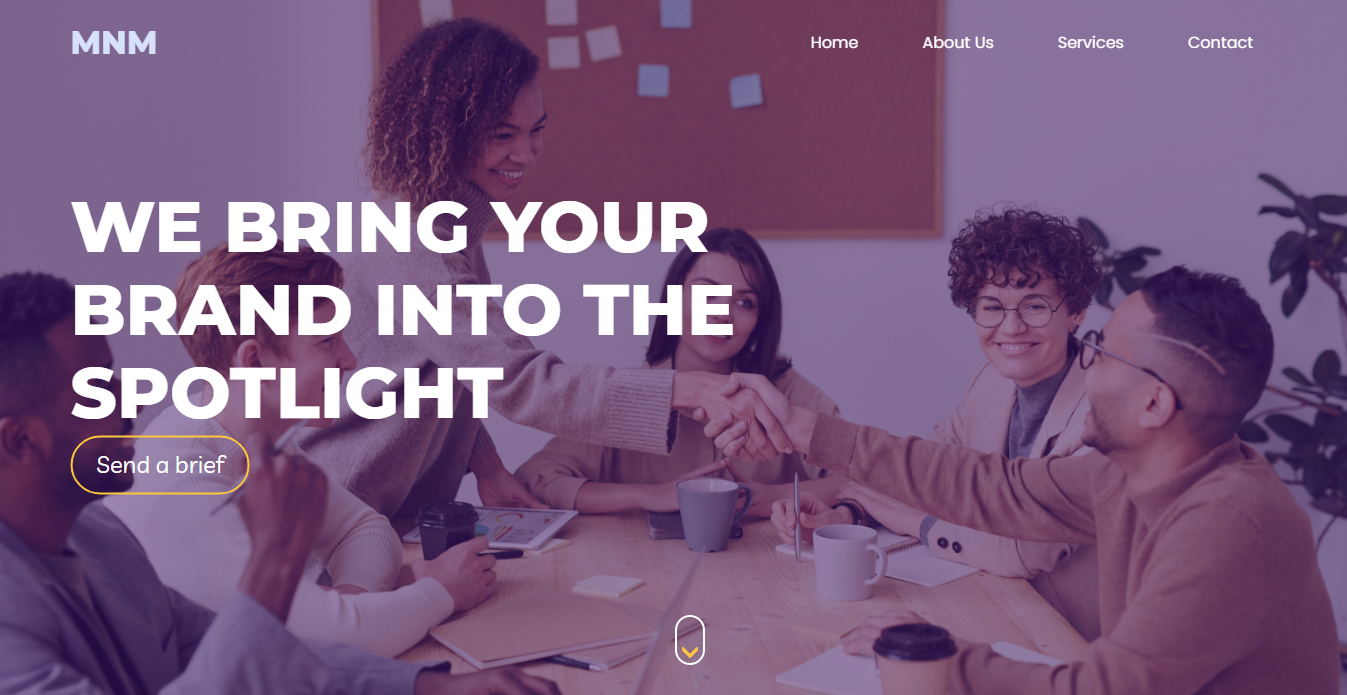 MNM
Home About Us Services Contact
WE BRING YOUR
BRAND INTO THE
SPOTLIGHT
Send a brief